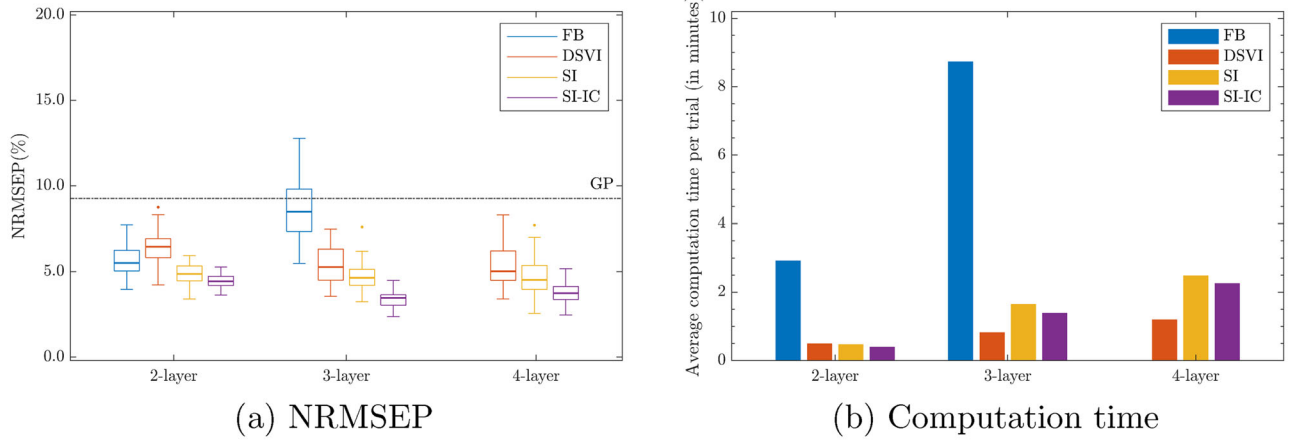 20.0
15.0
10.0
5.0
0.0
NRMSEP(%)
FB
DSVI
SI
SI-IC
GP
2-layer
3-layer
4-layer
(a) NRMSEP
10
8
6
4
2
0
Average computation time per trial (in minutes)
FB
DSVI
SI
SI-IC
2-layer
3-layer
4-layer
(b) Computation time